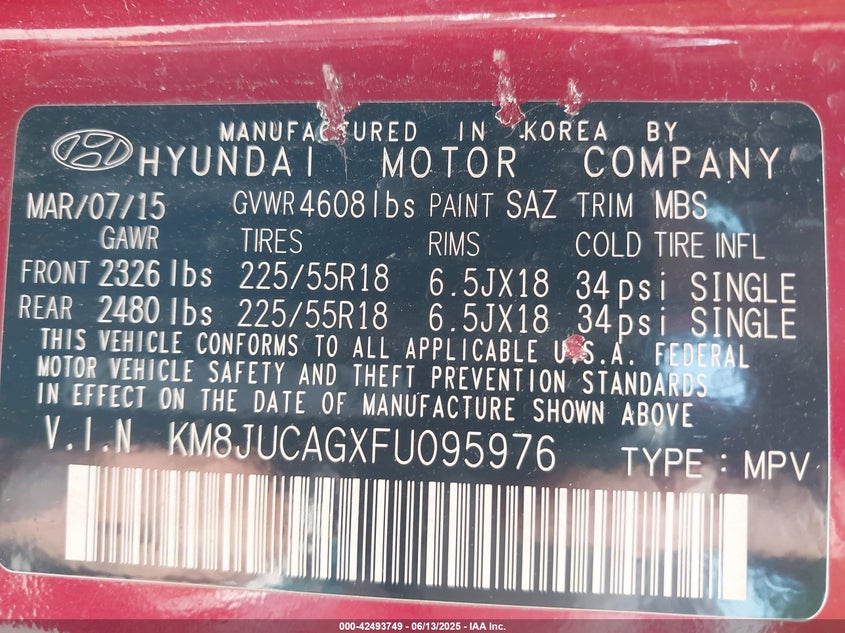 MANUFACTURED IN KOREA BY
HYUNDAI MOTOR COMPANY
MAR/07/15 GVWR 4608 lbs PAINT SAZ TRIM MBS
GAWR TIRES RIMS COLD TIRE INFL
FRONT 2326 lbs 225/55R18 6.5JX18 34 psi SINGLE
REAR 2480 lbs 225/55R18 6.5JX18 34 psi SINGLE
THIS VEHICLE CONFORMS TO ALL APPLICABLE U.S.A. FEDERAL
MOTOR VEHICLE SAFETY AND THEFT PREVENTION STANDARDS
IN EFFECT ON THE DATE OF MANUFACTURE SHOWN ABOVE.
V.I.N KM8JUCAGXFU095976 TYPE : MPV
000-42493749 - 06/13/2025 - IAA Inc.